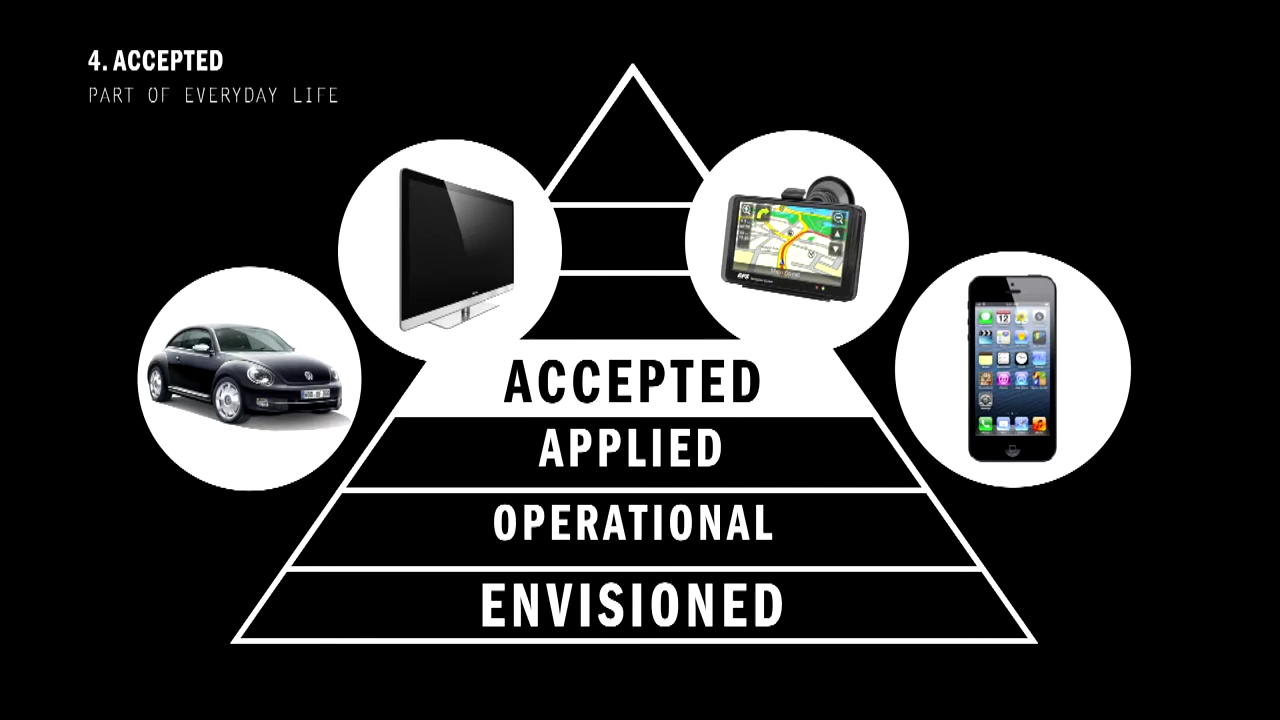 4. ACCEPTED
PART OF EVERYDAY LIFE
ACCEPTED
APPLIED
OPERATIONAL
ENVISIONED